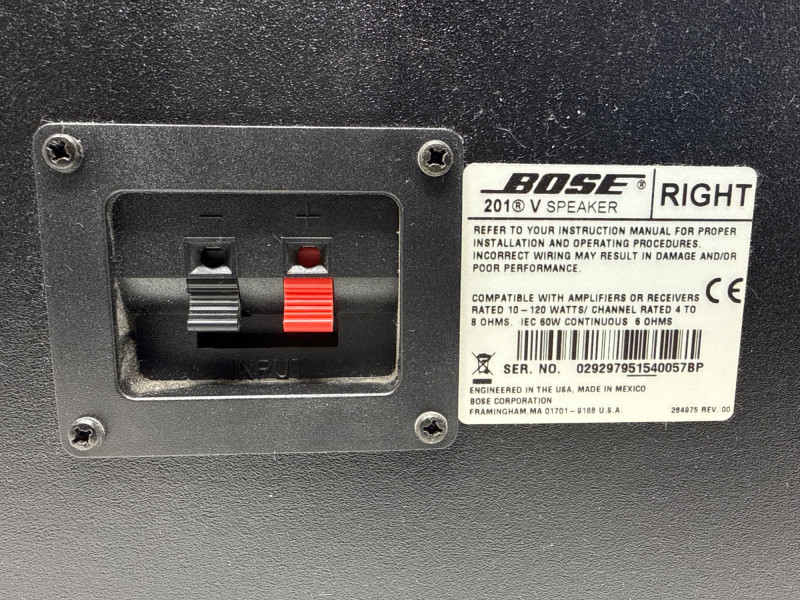 − +
INPUT
BOSE®
201® V SPEAKER
RIGHT
REFER TO YOUR INSTRUCTION MANUAL FOR PROPER
INSTALLATION AND OPERATING PROCEDURES.
INCORRECT WIRING MAY RESULT IN DAMAGE AND/OR
POOR PERFORMANCE.
COMPATIBLE WITH AMPLIFIERS OR RECEIVERS
RATED 10-120 WATTS/ CHANNEL RATED 4 TO
8 OHMS. IEC 60W CONTINUOUS 6 OHMS
CE
SER. NO. 029297951540057BP
ENGINEERED IN THE USA, MADE IN MEXICO
BOSE CORPORATION
FRAMINGHAM, MA 01701-9168 U.S.A.
264975 REV. 00